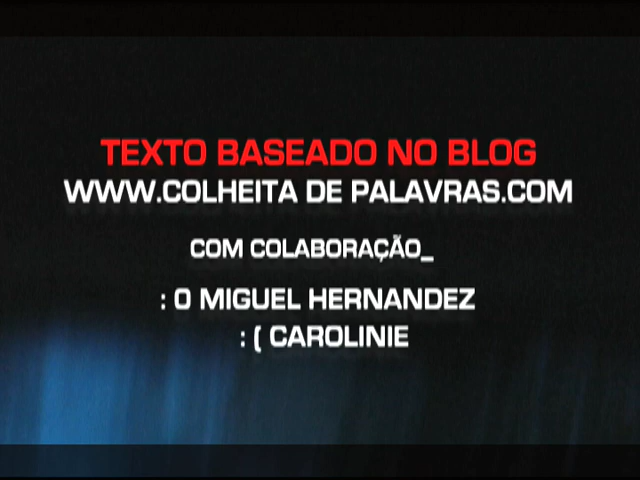 TEXTO BASEADO NO BLOG
WWW.COLHEITA DE PALAVRAS.COM
COM COLABORAÇÃO_
: O MIGUEL HERNANDEZ
: ( CAROLINIE